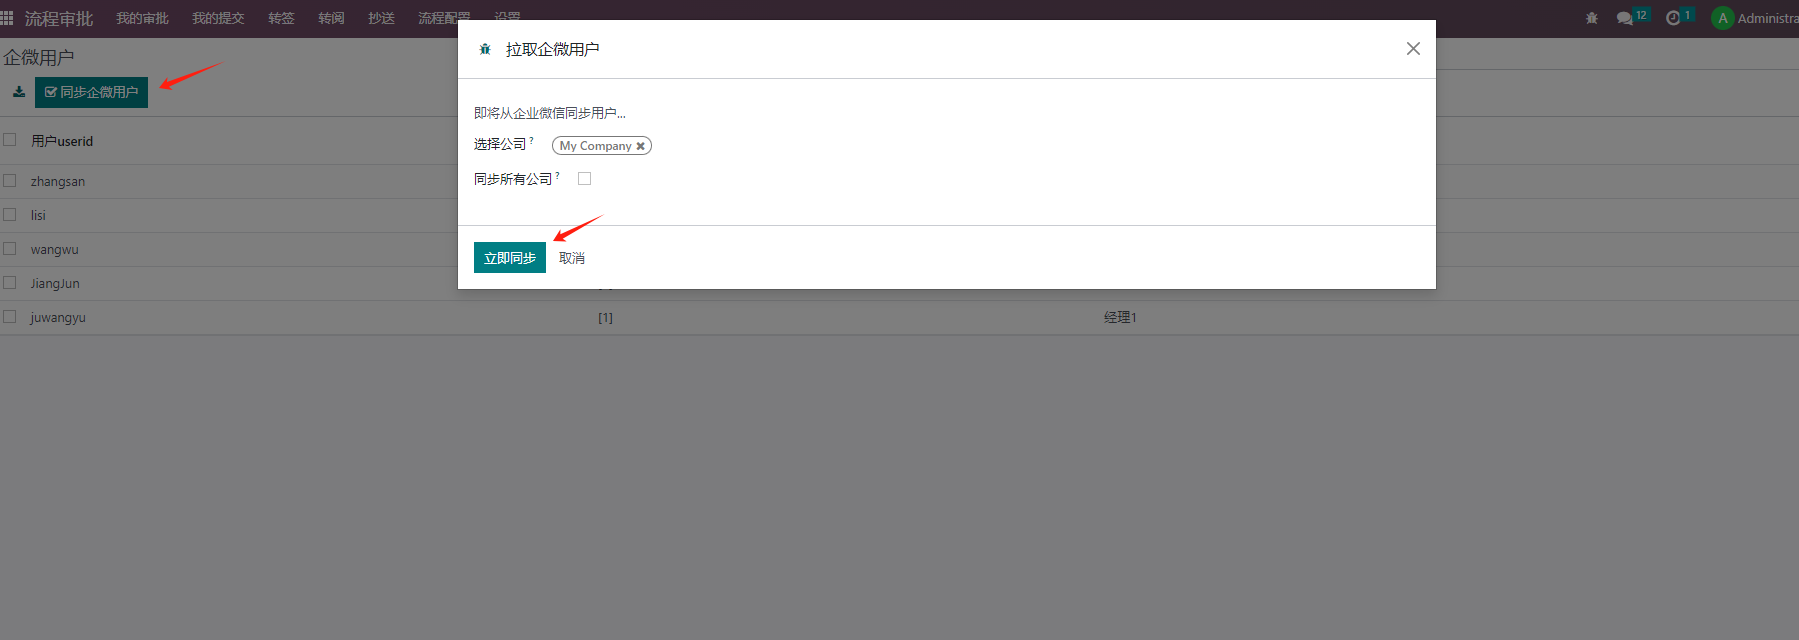 流程审批 我的审批 我的提交 转签 转阅 抄送 流程配置 设置 12 1 A Administra
企微用户
同步企微用户
用户userid
zhangsan
lisi
wangwu
JiangJun
juwangyu [1] 经理1
拉取企微用户
即将从企业微信同步用户...
选择公司? My Company
同步所有公司?
立即同步 取消